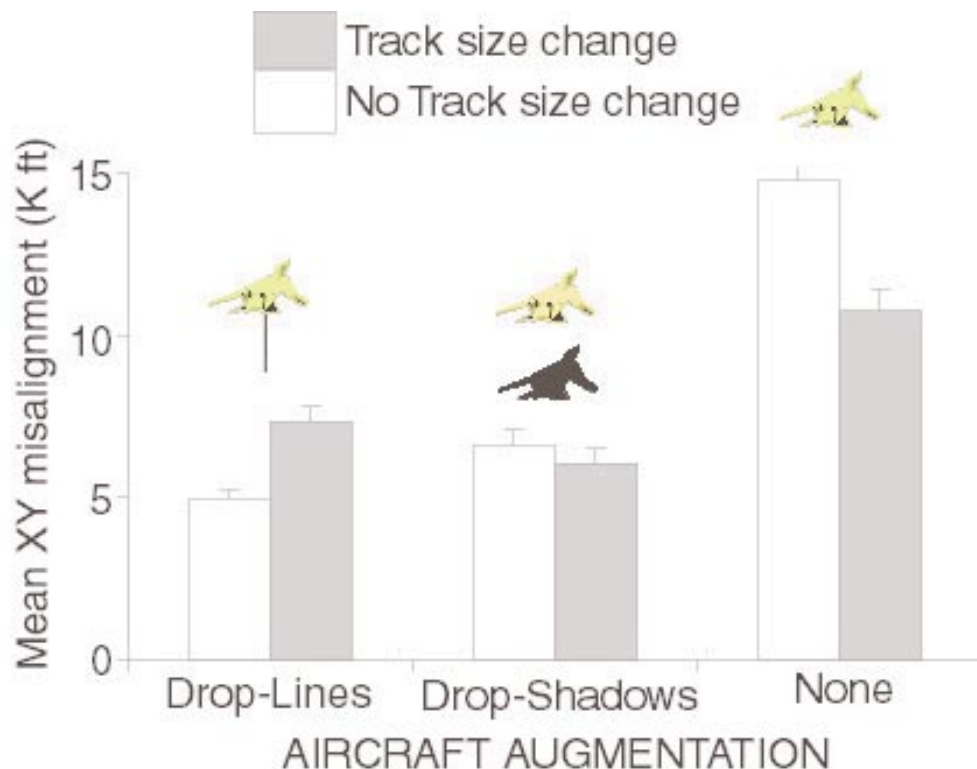 Track size change
No Track size change
Mean XY misalignment (K ft)
15
10
5
0
Drop-Lines
Drop-Shadows
None
AIRCRAFT AUGMENTATION